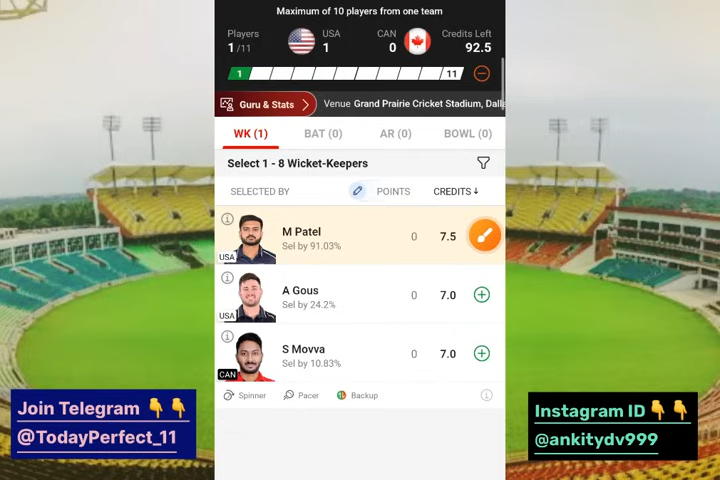 Maximum of 10 players from one team
Players USA CAN Credits Left
1 /11 1 0 92.5
1 11
Guru & Stats Venue Grand Prairie Cricket Stadium, Dalla
WK (1) BAT (0) AR (0) BOWL (0)
Select 1 - 8 Wicket-Keepers
SELECTED BY POINTS CREDITS
M Patel
Sel by 91.03%
0 7.5
USA
A Gous
Sel by 24.2%
0 7.0
USA
S Movva
Sel by 10.83%
0 7.0
CAN
Spinner Pacer Backup
Join Telegram 👇👇
@TodayPerfect_11
Instagram ID👇👇
@ankitydv999